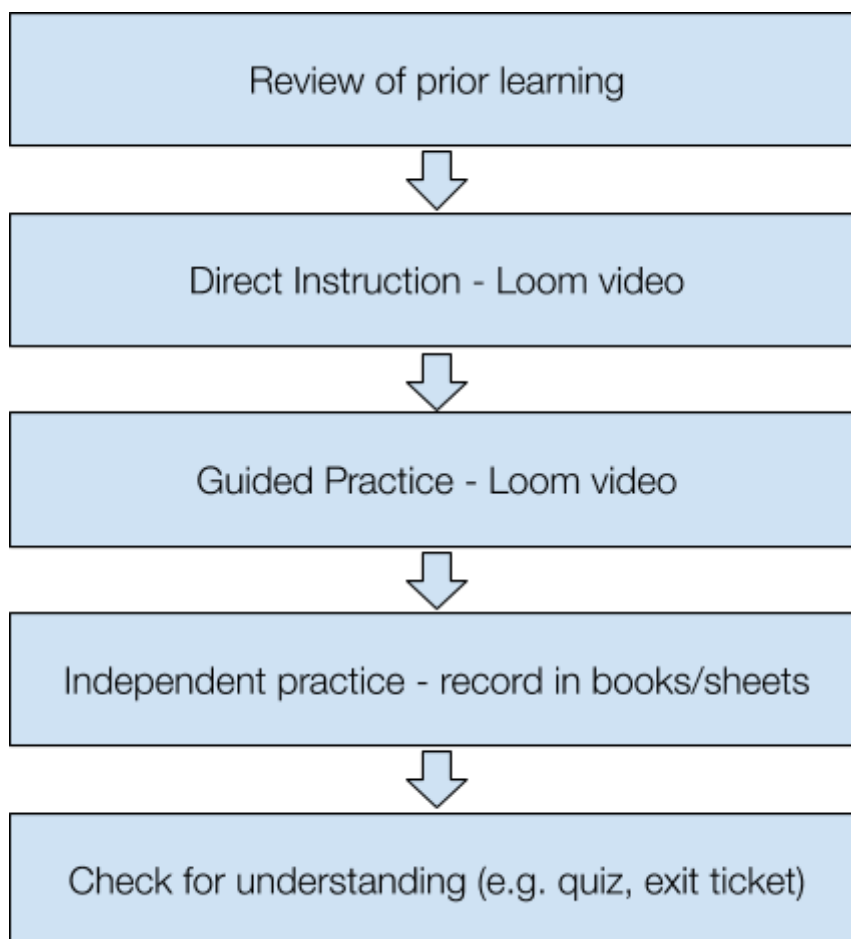 Review of prior learning
Direct Instruction - Loom video
Guided Practice - Loom video
Independent practice - record in books/sheets
Check for understanding (e.g. quiz, exit ticket)